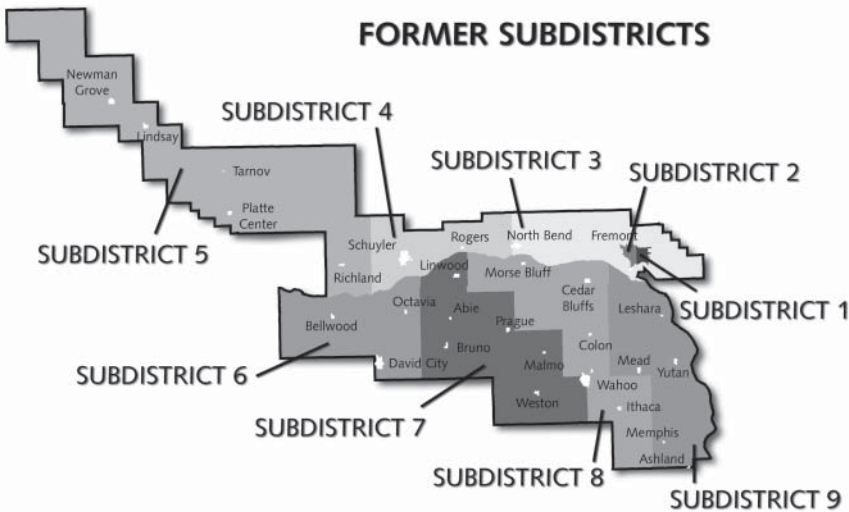 FORMER SUBDISTRICTS
Newman
Grove
SUBDISTRICT 4
Lindsay
SUBDISTRICT 3
SUBDISTRICT 2
Tarnov
Platte
Center
SUBDISTRICT 5
Schuyler
Rogers
North Bend
Fremont
Richland
Linwood
Morse Bluff
Cedar
Bluffs
Octavia
Abie
Leshara
SUBDISTRICT 1
Bellwood
Prague
Bruno
Colon
David City
Malmo
Mead
Yutan
SUBDISTRICT 6
Wahoo
Weston
Ithaca
SUBDISTRICT 7
Memphis
Ashland
SUBDISTRICT 8
SUBDISTRICT 9